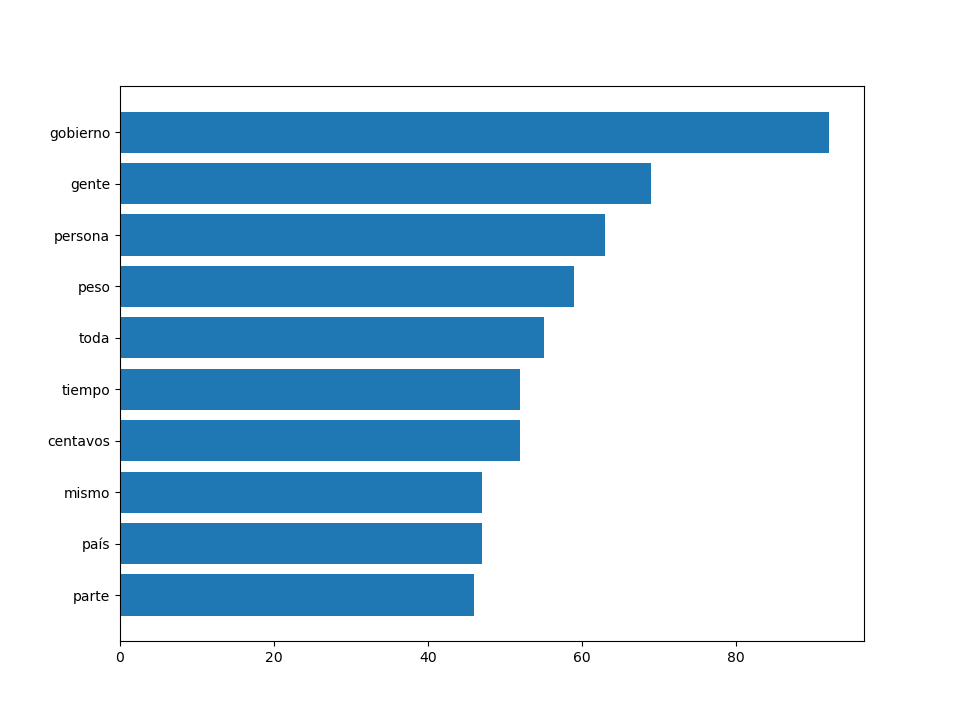 gobierno
gente
persona
peso
toda
tiempo
centavos
mismo
país
parte
0 20 40 60 80